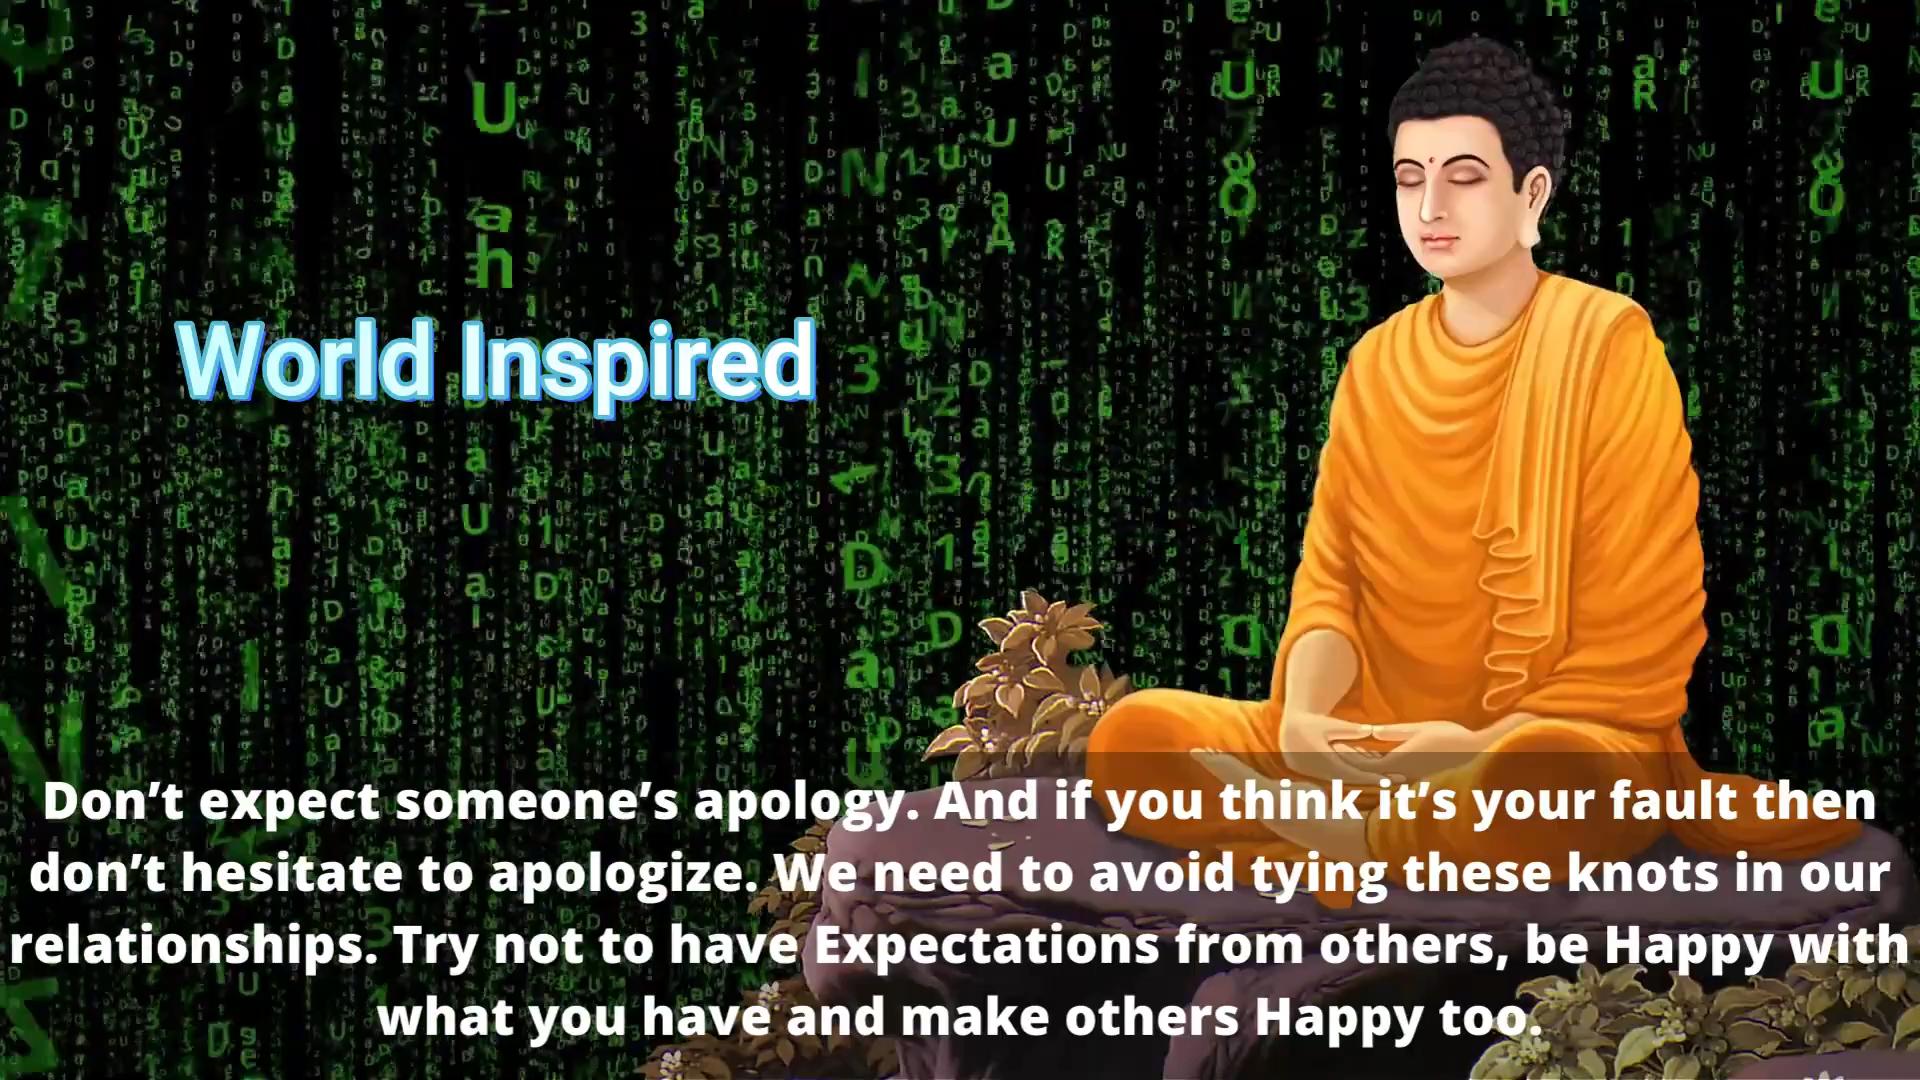 World Inspired
Don’t expect someone’s apology. And if you think it’s your fault then
don’t hesitate to apologize. We need to avoid tying these knots in our
relationships. Try not to have Expectations from others, be Happy with
what you have and make others Happy too.